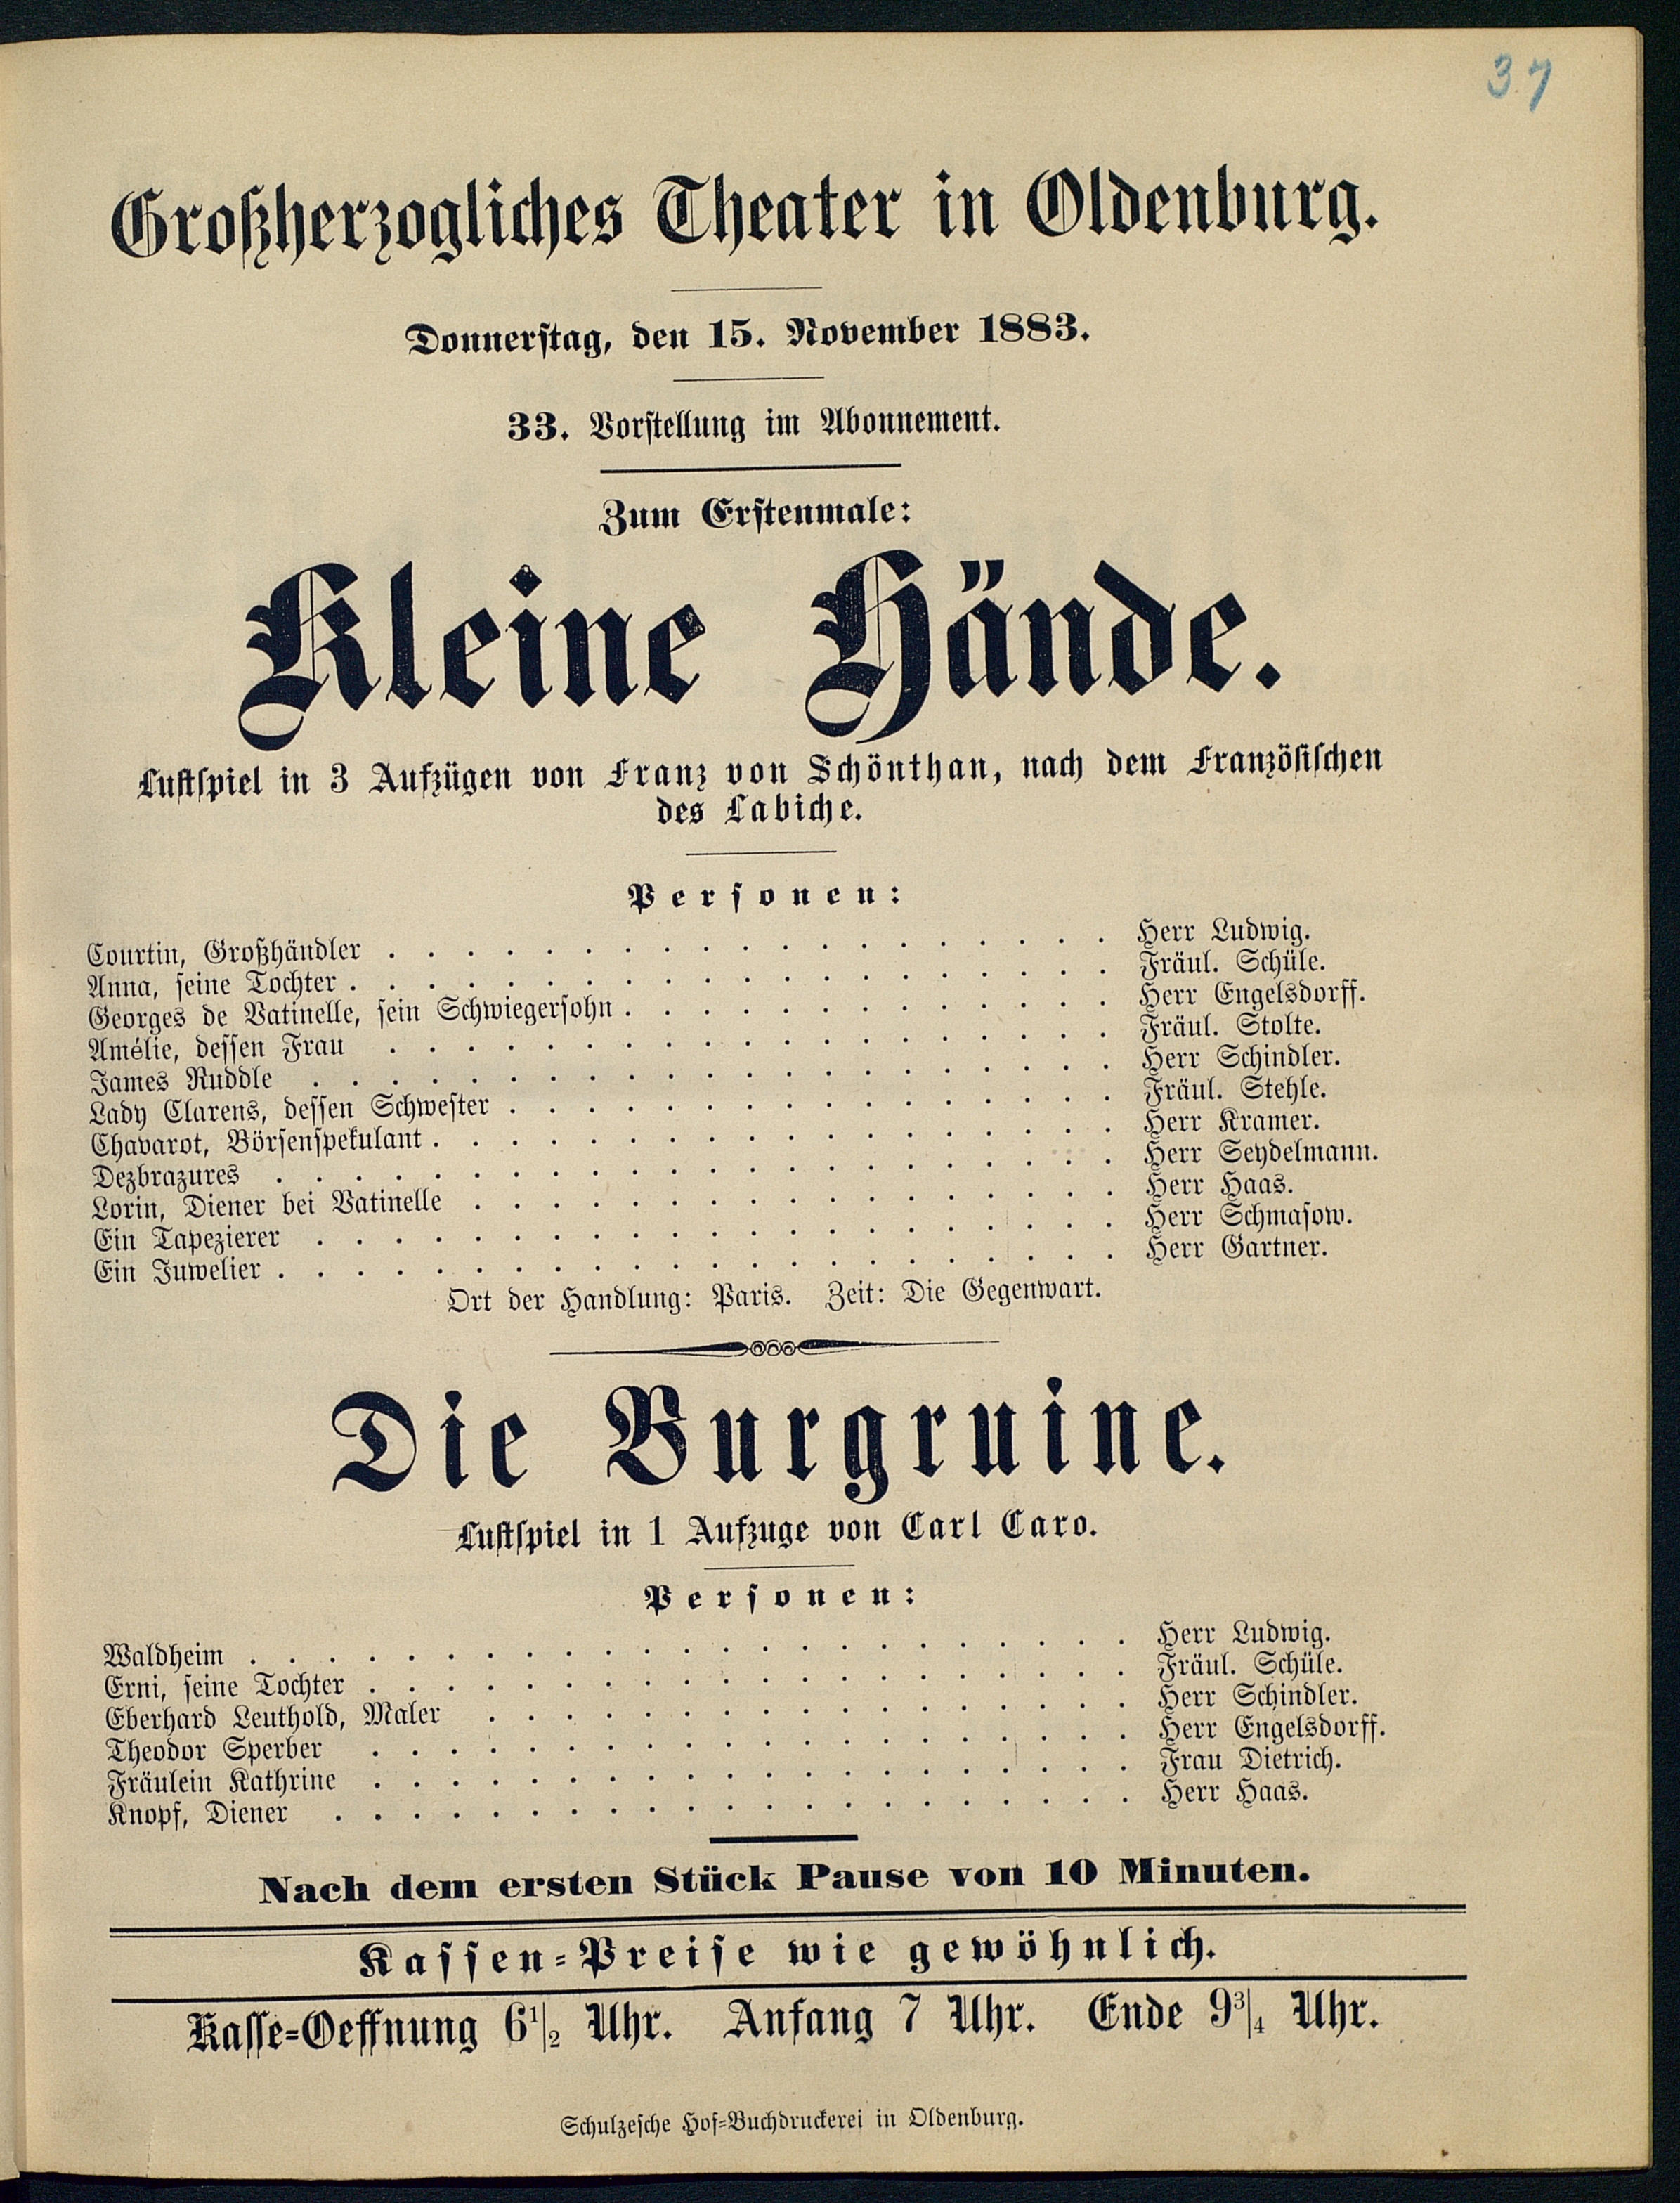 37
Großherzogliches Theater in Oldenburg.
Donnerstag, den 15. November 1883.
33. Vorstellung im Abonnement.
Zum Erstenmale:
Kleine Hände.
Lustspiel in 3 Aufzügen von Franz von Schönthan, nach dem Französischen
des Labiche.
Personen:
Courtin, Großhändler . . . . . . . . . . . . . . . . . . . Herr Ludwig.
Anna, seine Tochter . . . . . . . . . . . . . . . . . . . . Fräul. Schüle.
Georges de Vatinelle, sein Schwiegersohn . . . . . . . . . . . . . Herr Engelsdorff.
Amélie, dessen Frau . . . . . . . . . . . . . . . . . . . Fräul. Stolte.
James Ruddle . . . . . . . . . . . . . . . . . . . . . Herr Schindler.
Lady Clarens, dessen Schwester . . . . . . . . . . . . . . . . Fräul. Stehle.
Chavarot, Börsenspekulant . . . . . . . . . . . . . . . . . . Herr Kramer.
Dezbrazures . . . . . . . . . . . . . . . . . . . . . . Herr Seydelmann.
Lorin, Diener bei Vatinelle . . . . . . . . . . . . . . . . . Herr Haas.
Ein Tapezierer . . . . . . . . . . . . . . . . . . . . . Herr Schmasow.
Ein Juwelier . . . . . . . . . . . . . . . . . . . . . . Herr Gartner.
Ort der Handlung: Paris. Zeit: Die Gegenwart.
Die Burgruine.
Lustspiel in 1 Aufzuge von Carl Caro.
Personen:
Waldheim . . . . . . . . . . . . . . . . . . . . . . . Herr Ludwig.
Erni, seine Tochter . . . . . . . . . . . . . . . . . . . . Fräul. Schüle.
Eberhard Leuthold, Maler . . . . . . . . . . . . . . . . . Herr Schindler.
Theodor Sperber . . . . . . . . . . . . . . . . . . . . Herr Engelsdorff.
Fräulein Kathrine . . . . . . . . . . . . . . . . . . . . Frau Dietrich.
Knopf, Diener . . . . . . . . . . . . . . . . . . . . . Herr Haas.
Nach dem ersten Stück Pause von 10 Minuten.
Kassen=Preise wie gewöhnlich.
Kasse=Oeffnung 6½ Uhr. Anfang 7 Uhr. Ende 9¾ Uhr.
Schulzesche Hof=Buchdruckerei in Oldenburg.